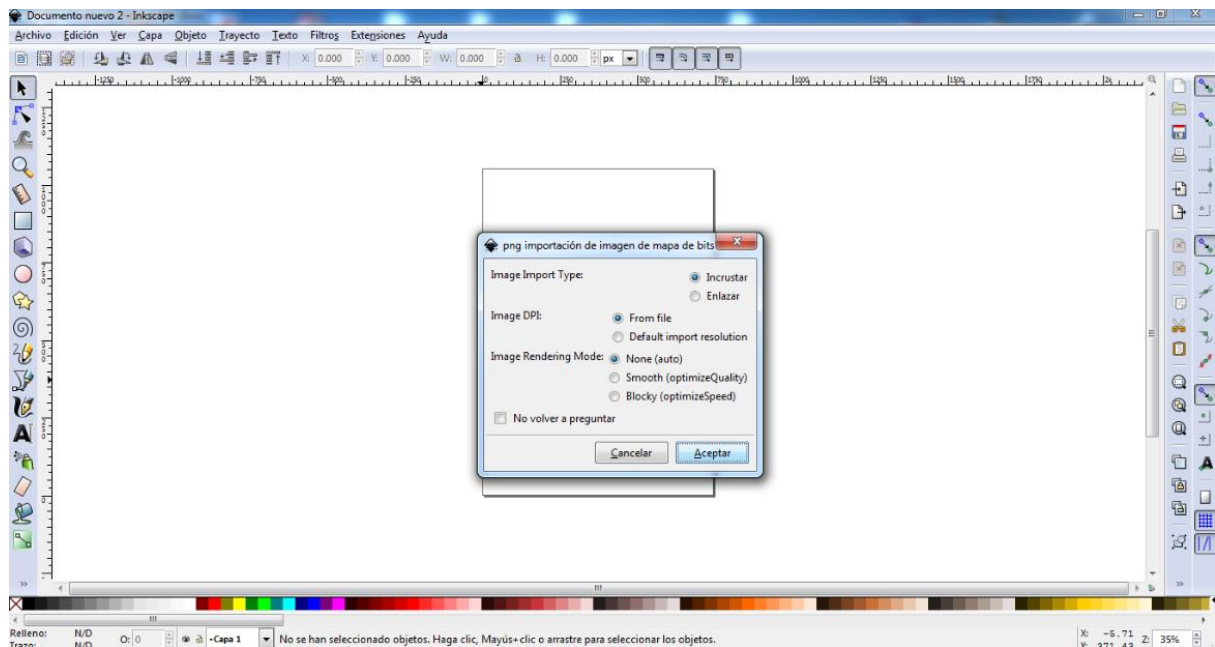 Documento nuevo 2 - Inkscape
Archivo Edición Ver Capa Objeto Trayecto Texto Filtros Extensiones Ayuda
X: 0.000 Y: 0.000 W: 0.000 H: 0.000 px
png importación de imagen de mapa de bits
Image Import Type: Incrustar
Enlazar
Image DPI: From file
Default import resolution
Image Rendering Mode: None (auto)
Smooth (optimizeQuality)
Blocky (optimizeSpeed)
No volver a preguntar
Cancelar Aceptar
Relleno: N/D O: 0 -Capa 1 No se han seleccionado objetos. Haga clic, Mayús+clic o arrastre para seleccionar los objetos. X: -5.71 Z: 35%
Trazo: N/D Y: 371.43